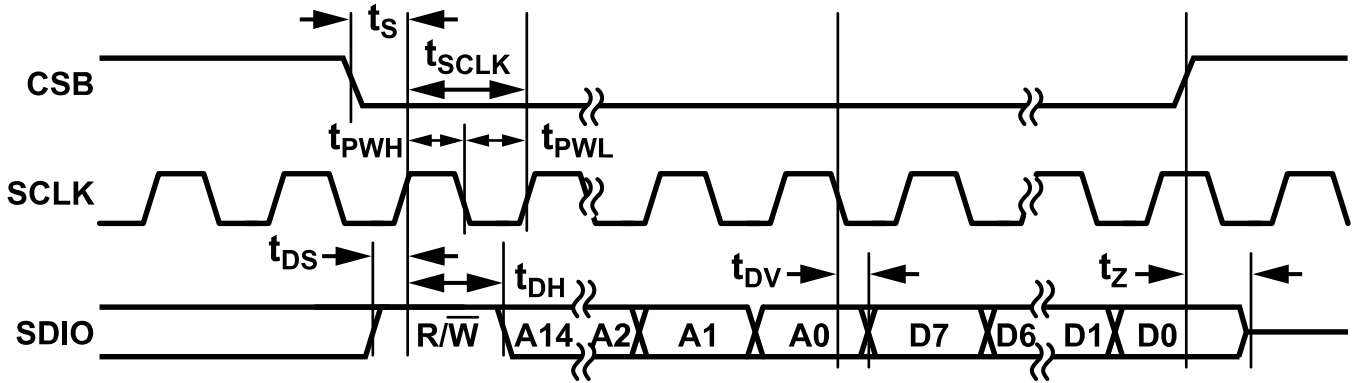 tS
tSCLK
CSB
tPWH
tPWL
SCLK
tDS
tDH
tDV
tZ
SDIO
R/W̅ A14 A2 A1 A0 D7 D6 D1 D0